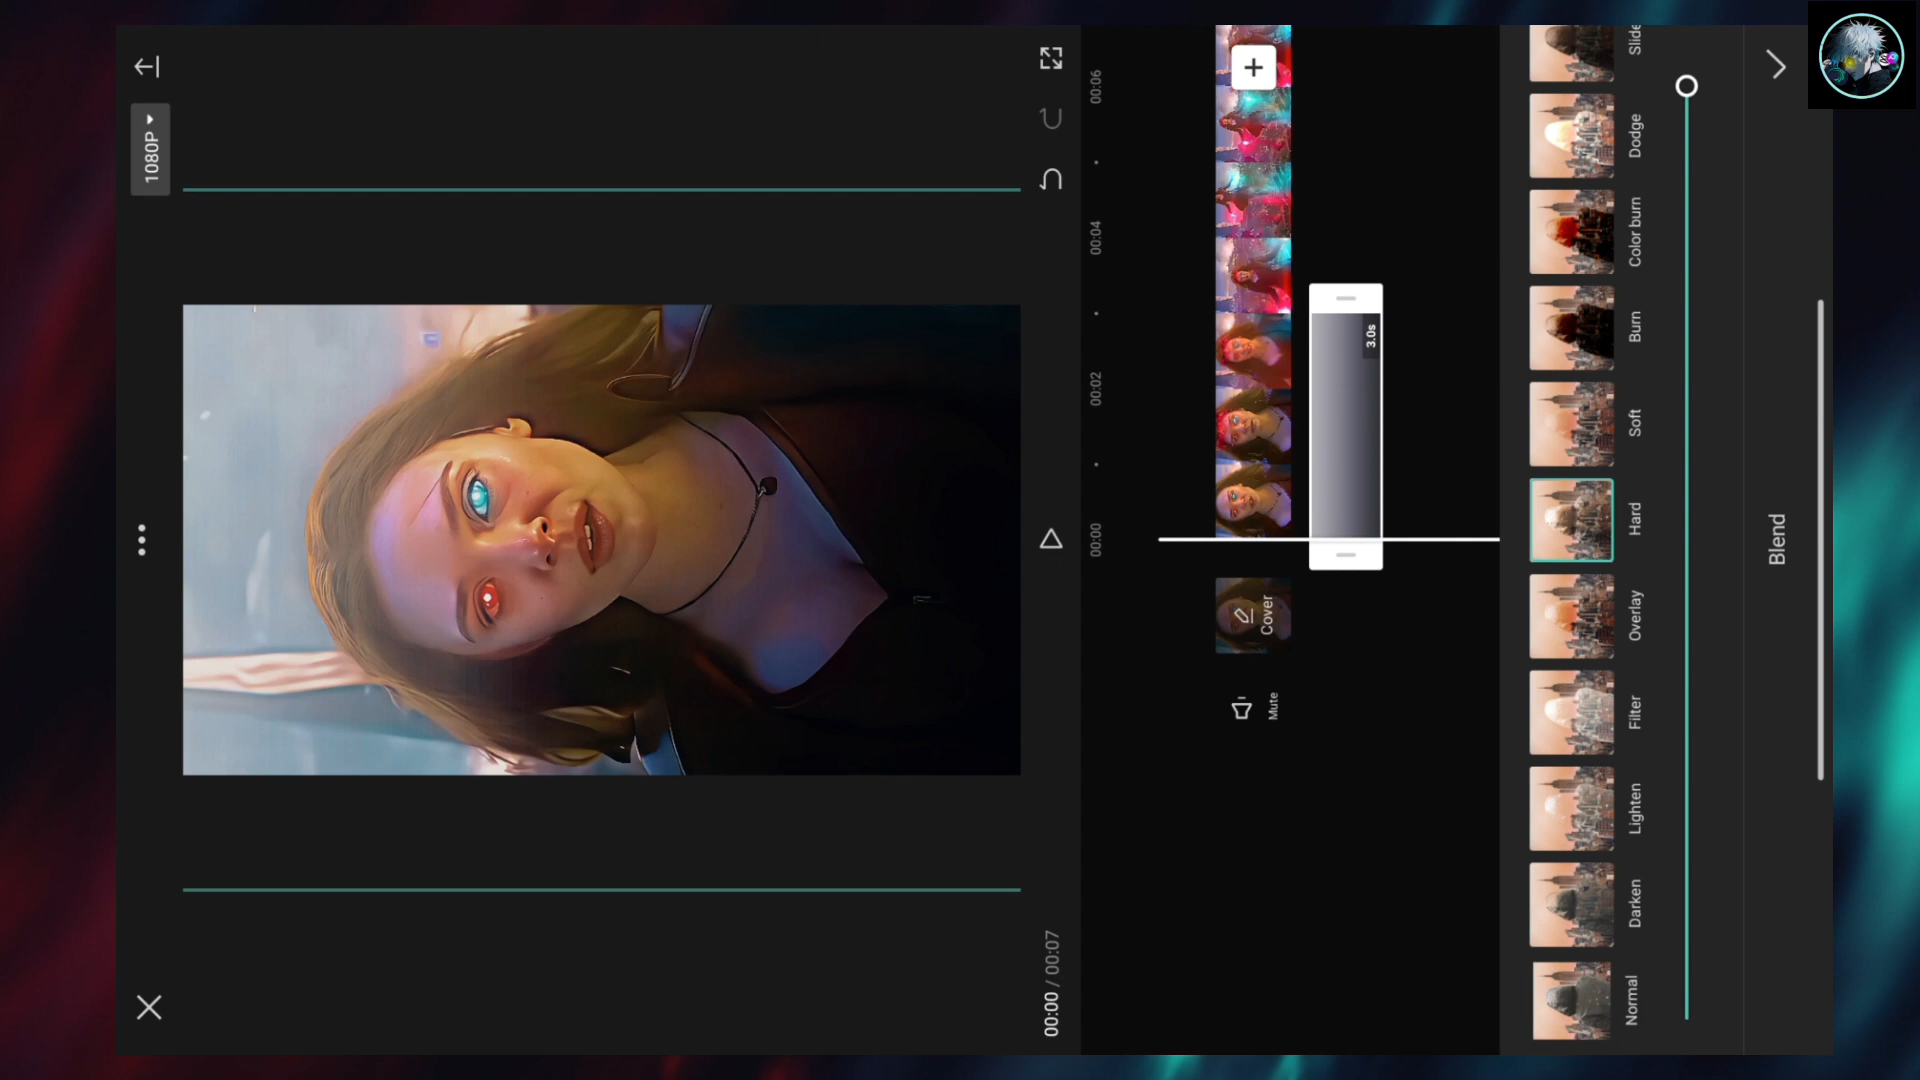 1080P
00:00 / 00:07
00:00
00:02
00:04
00:06
Mute
Cover
3.0s
Normal
Darken
Lighten
Filter
Overlay
Hard
Soft
Burn
Color burn
Dodge
Slide
Blend